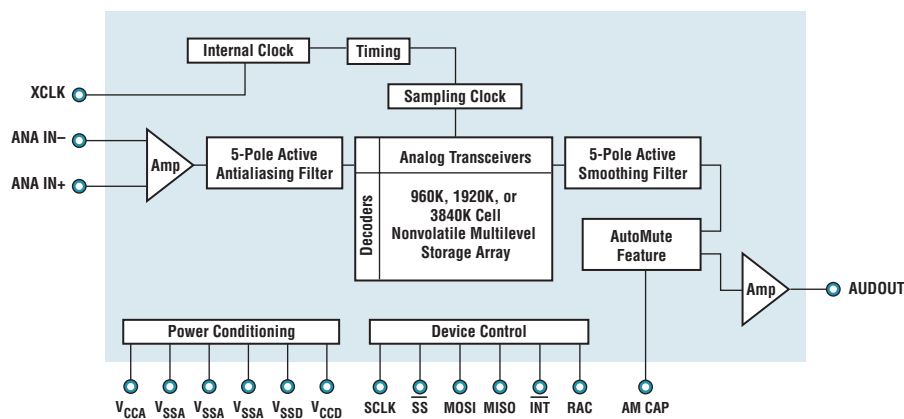 Internal Clock
Timing
XCLK
Sampling Clock
ANA IN–
ANA IN+
Amp
5-Pole Active
Antialiasing Filter
Decoders
Analog Transceivers
960K, 1920K, or
3840K Cell
Nonvolatile Multilevel
Storage Array
5-Pole Active
Smoothing Filter
AutoMute
Feature
Amp
AUDOUT
Power Conditioning
Device Control
VCCA
VSSA
VSSA
VSSA
VSSD
VCCD
SCLK
S̅S̅
MOSI
MISO
I̅N̅T̅
RAC
AM CAP